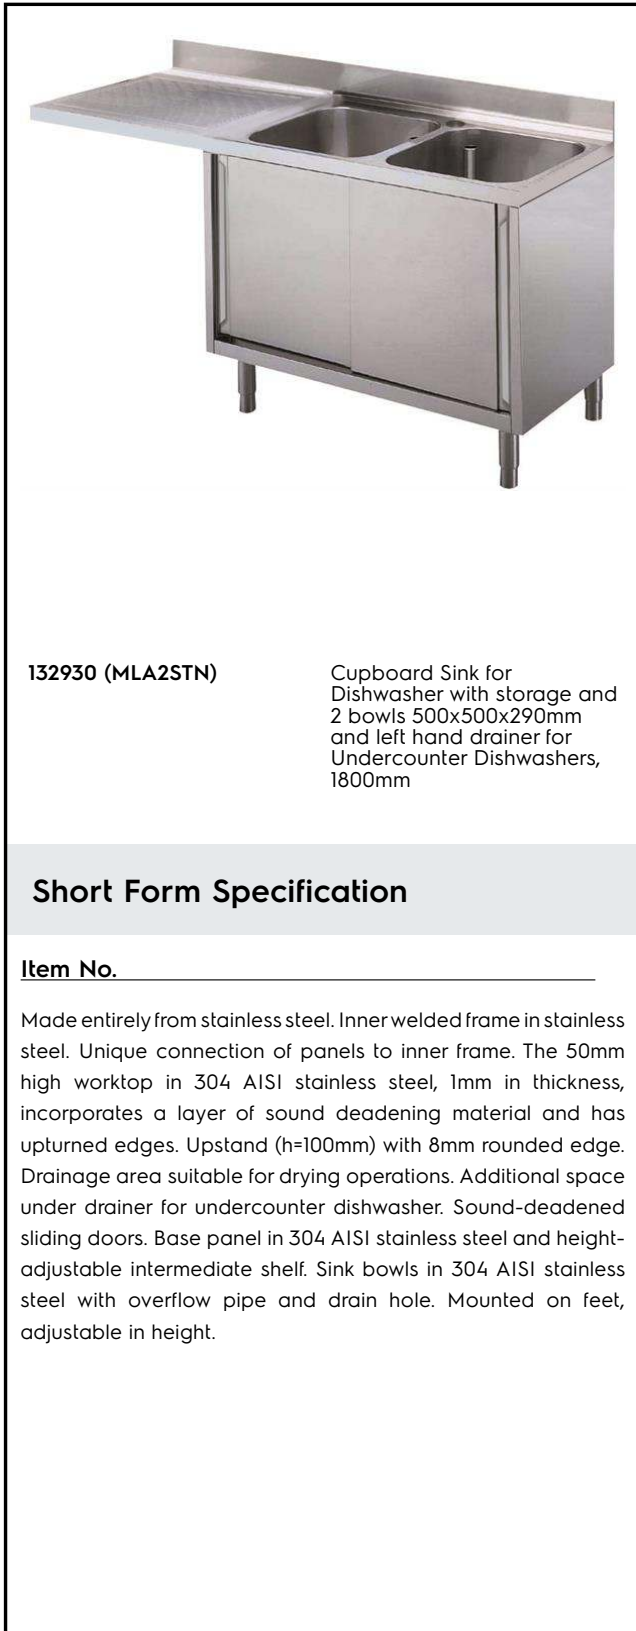 132930 (MLA2STN)
Cupboard Sink for
Dishwasher with storage and
2 bowls 500x500x290mm
and left hand drainer for
Undercounter Dishwashers,
1800mm
Short Form Specification
Item No.
Made entirely from stainless steel. Inner welded frame in stainless
steel. Unique connection of panels to inner frame. The 50mm
high worktop in 304 AISI stainless steel, 1mm in thickness,
incorporates a layer of sound deadening material and has
upturned edges. Upstand (h=100mm) with 8mm rounded edge.
Drainage area suitable for drying operations. Additional space
under drainer for undercounter dishwasher. Sound-deadened
sliding doors. Base panel in 304 AISI stainless steel and height-
adjustable intermediate shelf. Sink bowls in 304 AISI stainless
steel with overflow pipe and drain hole. Mounted on feet,
adjustable in height.